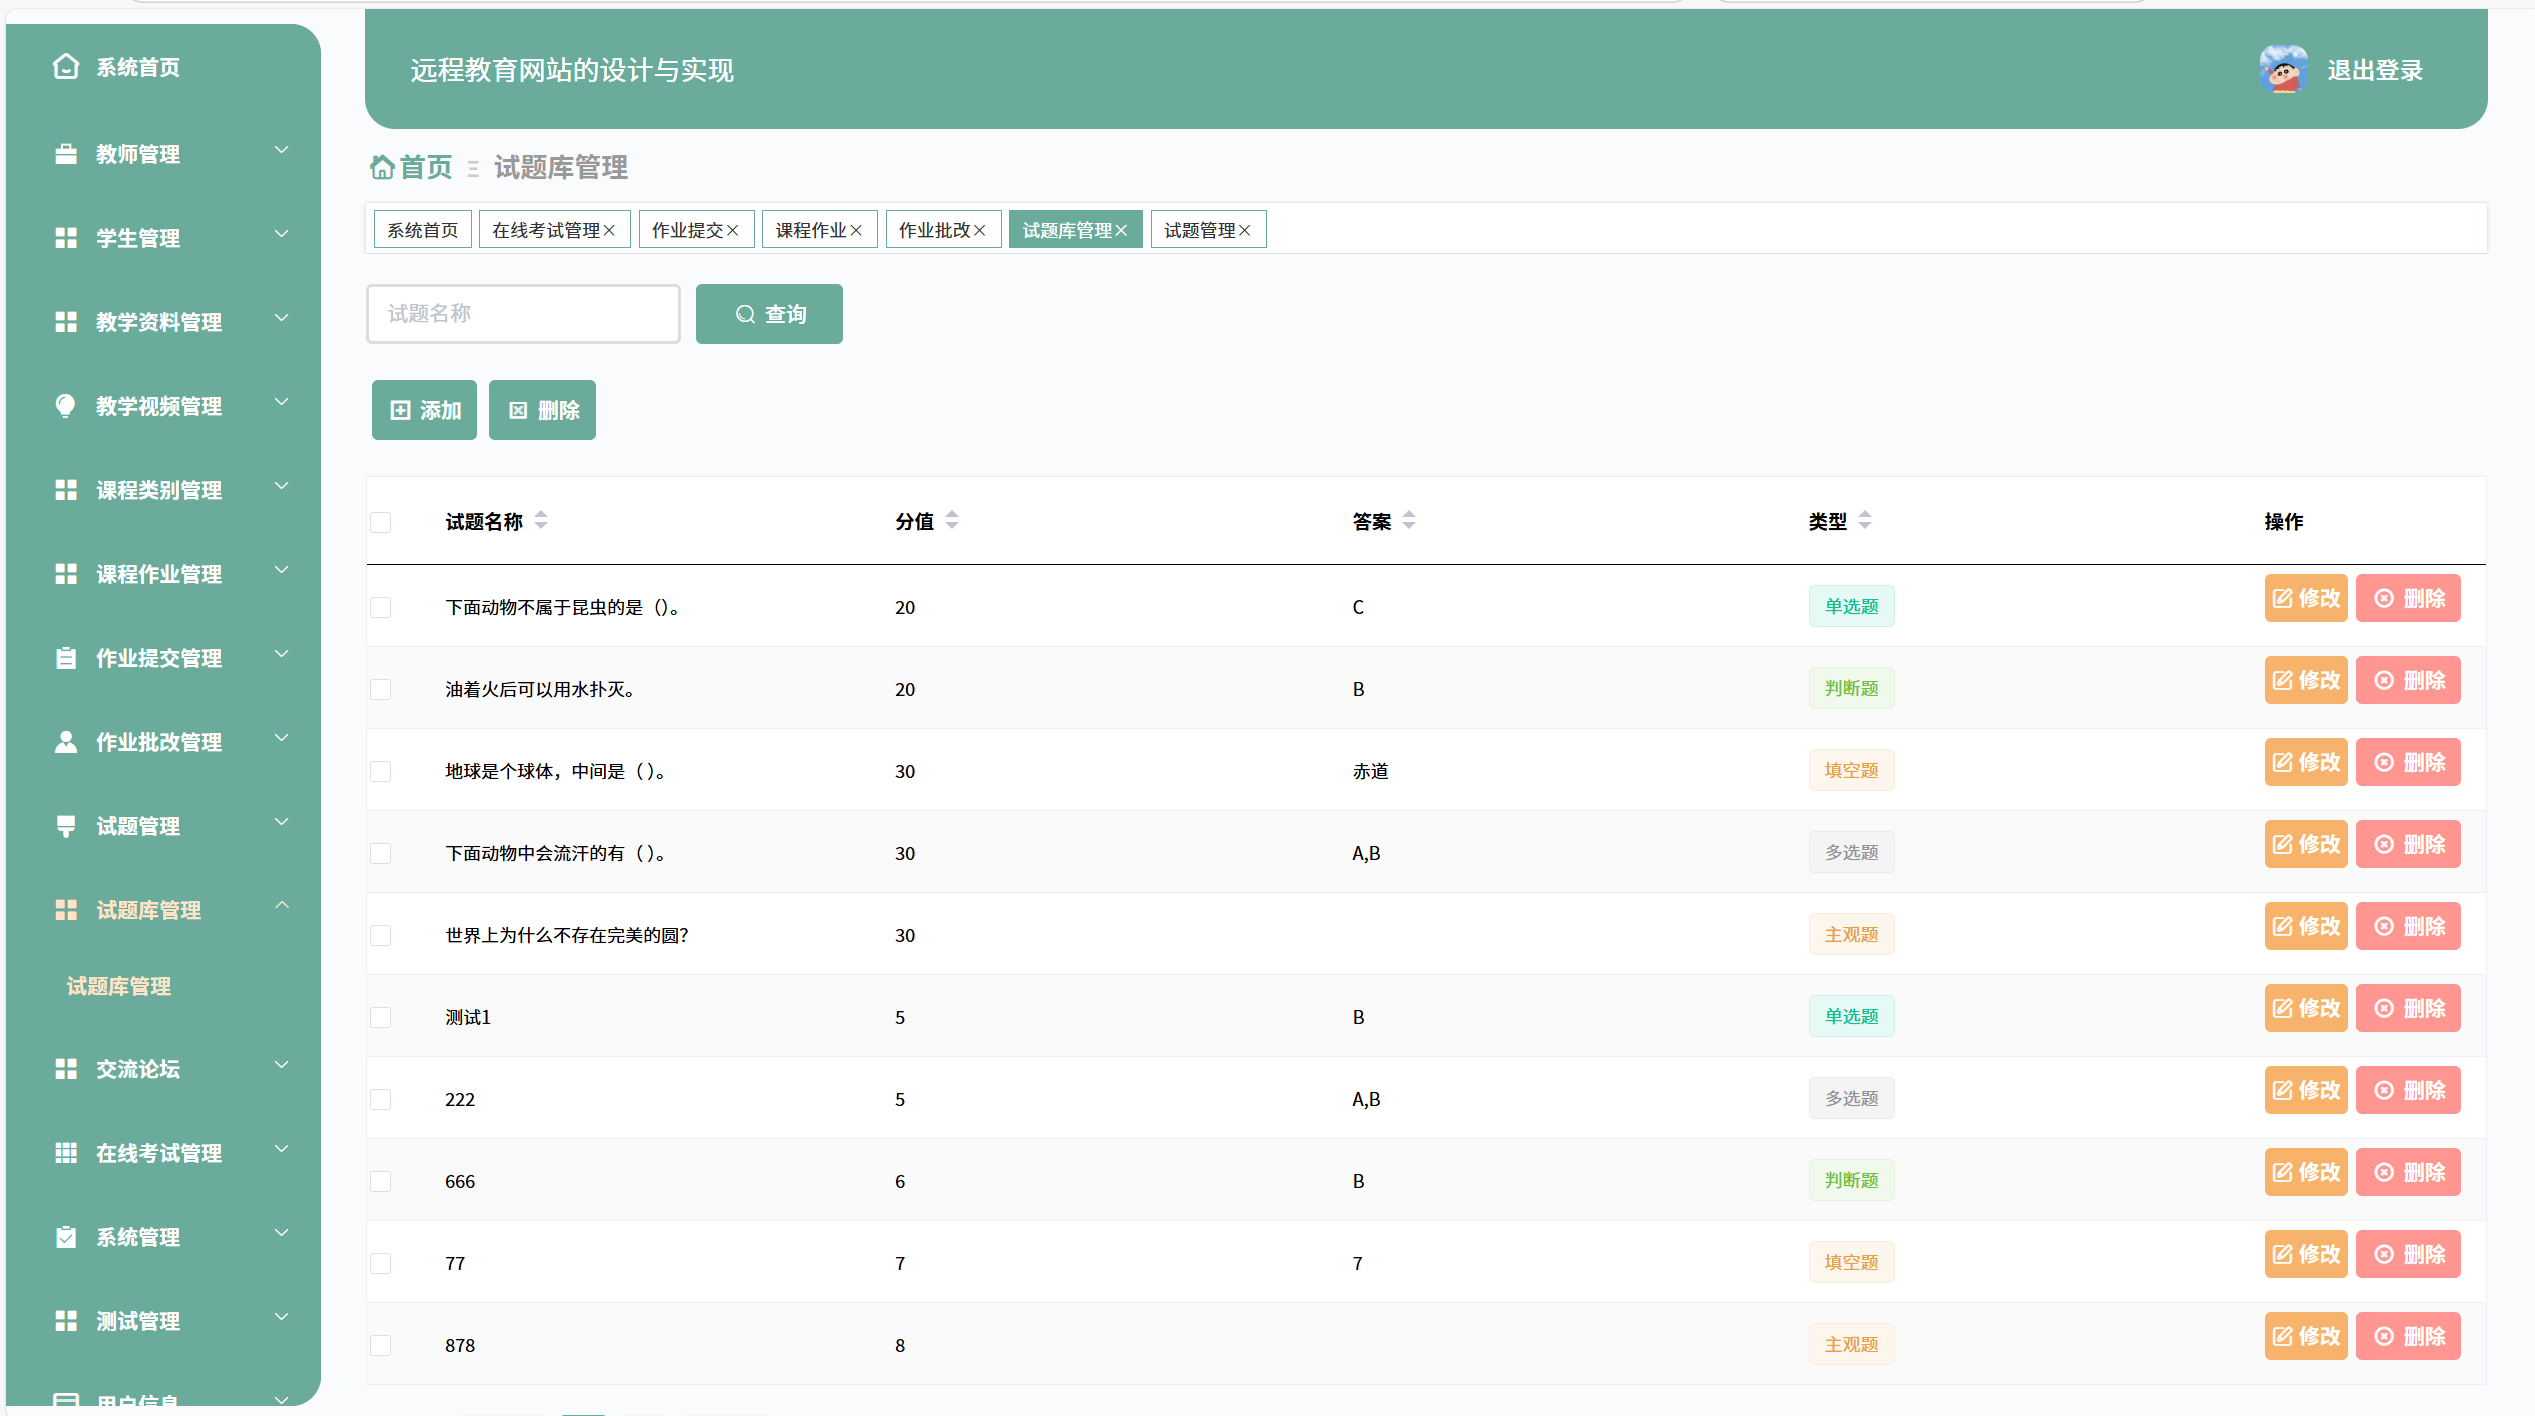 系统首页
教师管理
学生管理
教学资料管理
教学视频管理
课程类别管理
课程作业管理
作业提交管理
作业批改管理
试题管理
试题库管理
试题库管理
交流论坛
在线考试管理
系统管理
测试管理
用户信息
远程教育网站的设计与实现
退出登录
首页 试题库管理
系统首页 在线考试管理 作业提交 课程作业 作业批改 试题库管理 试题管理
试题名称 查询
添加 删除
试题名称 分值 答案 类型 操作
下面动物不属于昆虫的是（）。 20 C 单选题 修改 删除
油着火后可以用水扑灭。 20 B 判断题 修改 删除
地球是个球体，中间是（ ）。 30 赤道 填空题 修改 删除
下面动物中会流汗的有（ ）。 30 A,B 多选题 修改 删除
世界上为什么不存在完美的圆？ 30 主观题 修改 删除
测试1 5 B 单选题 修改 删除
222 5 A,B 多选题 修改 删除
666 6 B 判断题 修改 删除
77 7 7 填空题 修改 删除
878 8 主观题 修改 删除